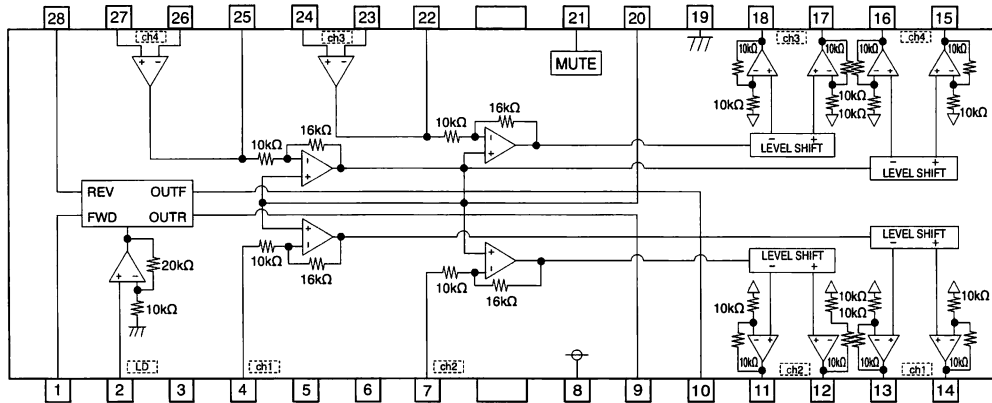 28 27 26 25 24 23 22 21 20 19 18 17 16 15
ch4 ch3 ch3 ch4
MUTE
10kΩ 10kΩ 10kΩ 10kΩ
10kΩ 10kΩ 10kΩ 10kΩ
16kΩ
10kΩ
16kΩ
10kΩ
LEVEL SHIFT
LEVEL SHIFT
REV OUTF
FWD OUTR
20kΩ
10kΩ
10kΩ
16kΩ
10kΩ
16kΩ
LEVEL SHIFT
LEVEL SHIFT
10kΩ 10kΩ 10kΩ 10kΩ
10kΩ 10kΩ 10kΩ 10kΩ
LD ch1 ch2 ch2 ch1
1 2 3 4 5 6 7 8 9 10 11 12 13 14